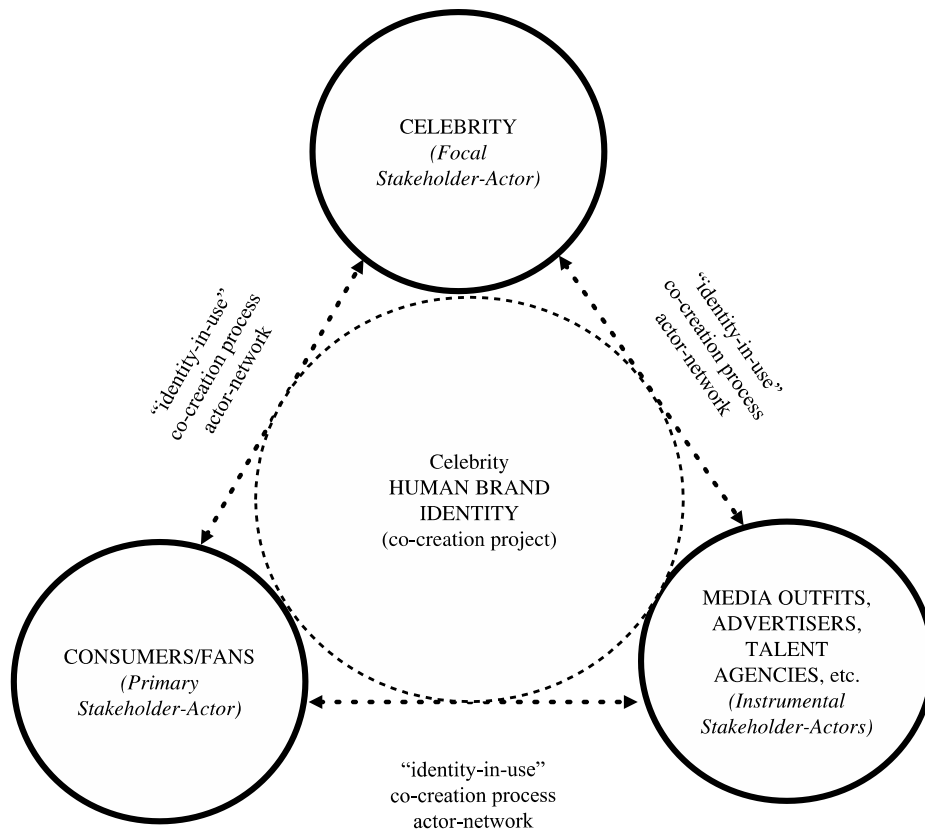 CELEBRITY
(Focal
Stakeholder-Actor)
“identity-in-use”
co-creation process
actor-network
“identity-in-use”
co-creation process
actor-network
Celebrity
HUMAN BRAND
IDENTITY
(co-creation project)
CONSUMERS/FANS
(Primary
Stakeholder-Actor)
MEDIA OUTFITS,
ADVERTISERS,
TALENT
AGENCIES, etc.
(Instrumental
Stakeholder-Actors)
“identity-in-use”
co-creation process
actor-network